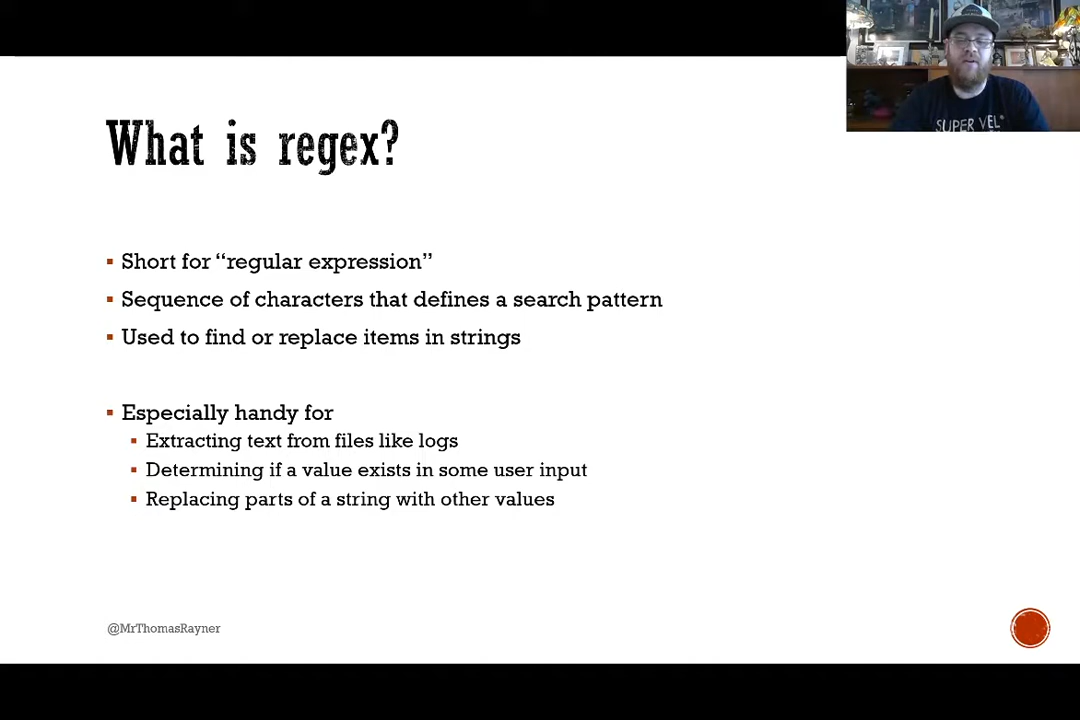 What is regex?
Short for “regular expression”
Sequence of characters that defines a search pattern
Used to find or replace items in strings
Especially handy for
Extracting text from files like logs
Determining if a value exists in some user input
Replacing parts of a string with other values
@MrThomasRayner
SUPER VEL